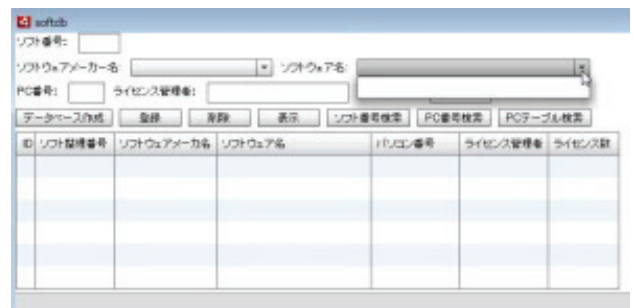 softdb
ソフト番号:
ソフトウェアメーカー名: ソフトウェア名:
PC番号: ライセンス管理者:
データベース作成 登録 削除 表示 ソフト番号検索 PC番号検索 PCテーブル検索
ID ソフト整理番号 ソフトウェアメーカ名 ソフトウェア名 パソコン番号 ライセンス管理者 ライセンス数